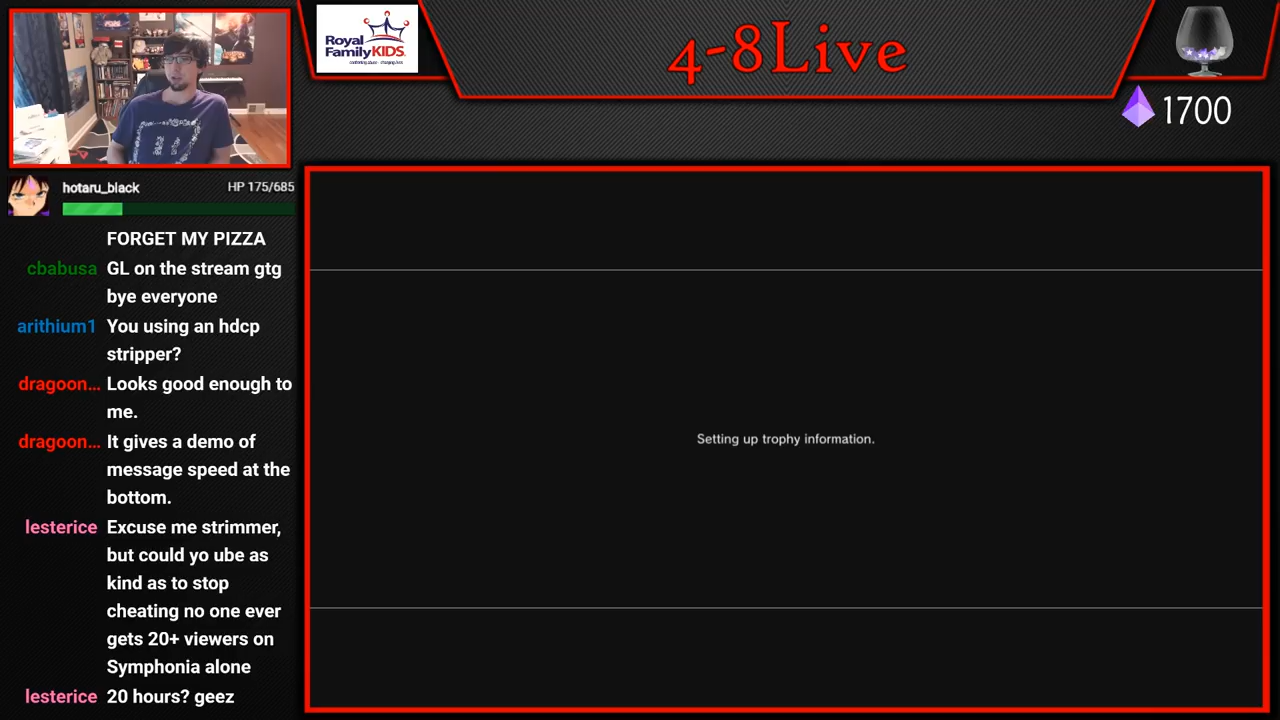 Royal
FamilyKIDS.
4-8Live
1700
hotaru_black
HP 175/685
FORGET MY PIZZA
cbabusa GL on the stream gtg
bye everyone
arithium1 You using an hdcp
stripper?
dragoon… Looks good enough to
me.
dragoon… It gives a demo of
message speed at the
bottom.
lesterice Excuse me strimmer,
but could yo ube as
kind as to stop
cheating no one ever
gets 20+ viewers on
Symphonia alone
lesterice 20 hours? geez
Setting up trophy information.